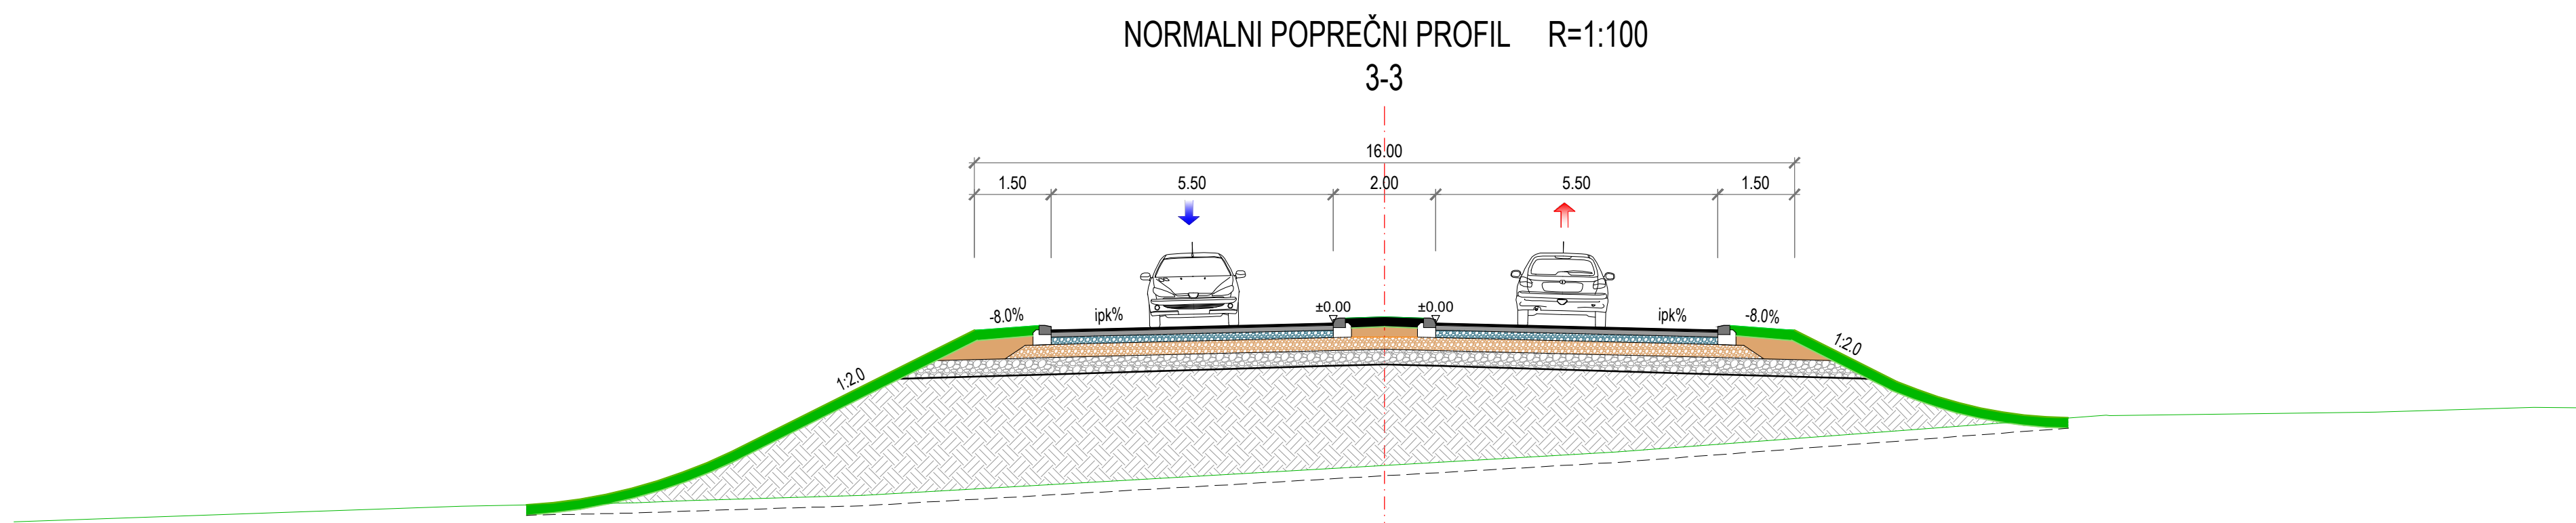 NORMALNI POPREČNI PROFIL R=1:100
3-3
16.00
1.50 5.50 2.00 5.50 1.50
-8.0% ipk% ±0.00 ±0.00 ipk% -8.0%
1:2.0 1:2.0